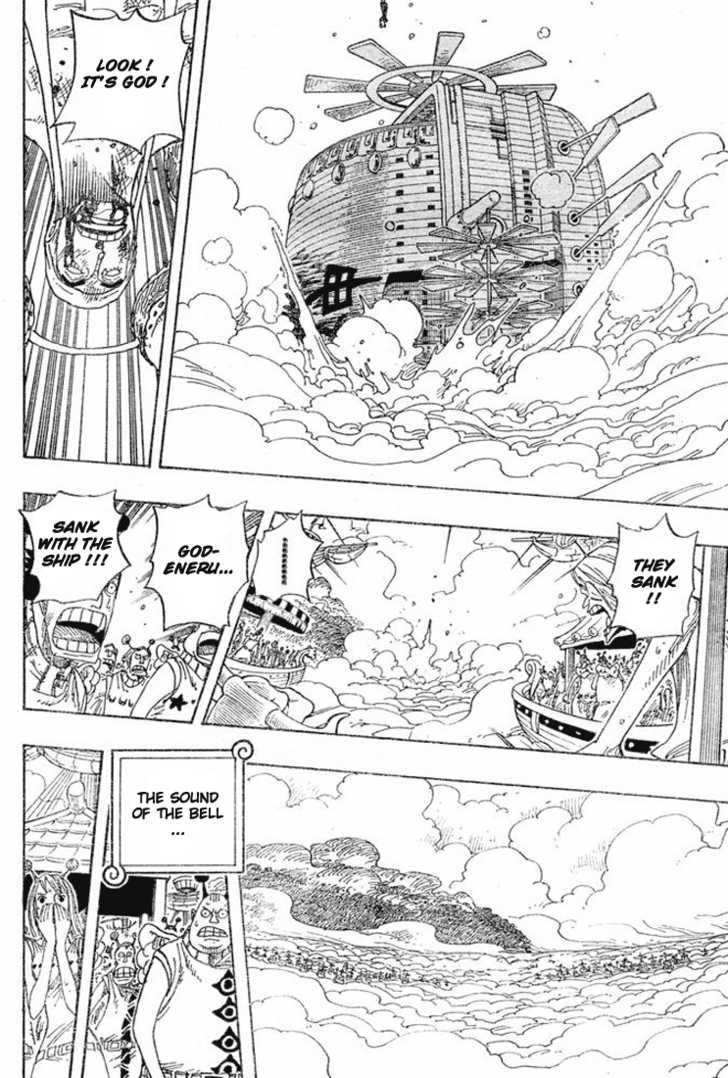 LOOK !
IT'S GOD !
THEY
SANK
!!
GOD-
ENERU...
SANK
WITH THE
SHIP !!!
THE SOUND
OF THE BELL
...